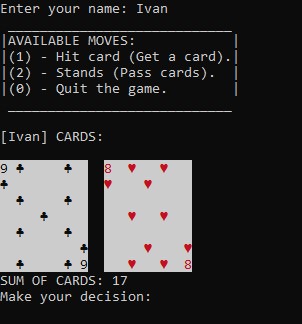 Enter your name: Ivan
AVAILABLE MOVES:
(1) - Hit card (Get a card).
(2) - Stands (Pass cards).
(0) - Quit the game.
[Ivan] CARDS:
9 ♣ ♣ 8 ♥ ♥
♣ ♥ ♥
♣ ♣
♣ ♥ ♥
♣ ♣
♣ ♥ ♥
♣ ♣ 9 ♥ ♥ 8
SUM OF CARDS: 17
Make your decision: